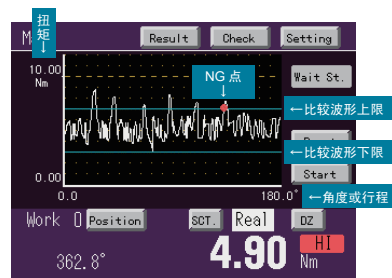 M
扭矩
↓
Result
Check
Setting
10.00
Nm
NG 点
↓
Wait St.
←比较波形上限
←比较波形下限
0.00
Start
0.0
180.0°
←角度或行程
Work 0
Position
SCT.
Real
DZ
362.8°
4.90
HI
Nm